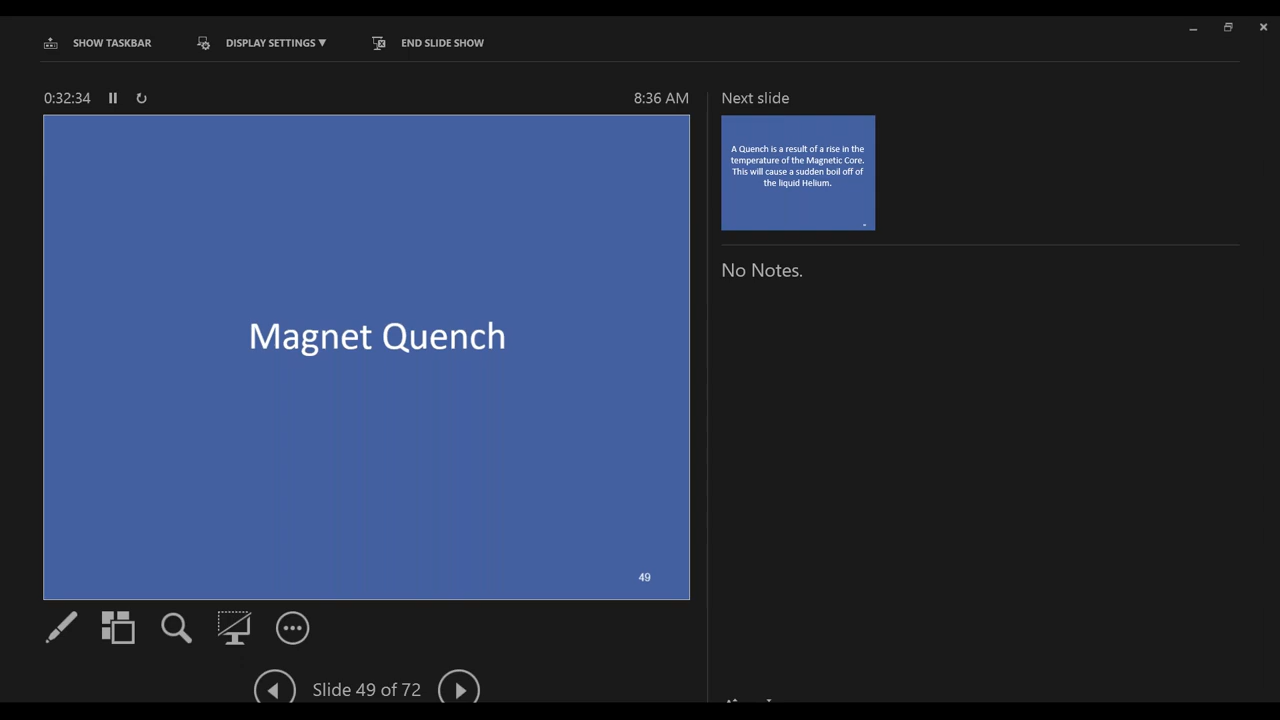 SHOW TASKBAR DISPLAY SETTINGS ▼ END SLIDE SHOW
0:32:34 8:36 AM
Magnet Quench
49
Slide 49 of 72
Next slide
A Quench is a result of a rise in the
temperature of the Magnetic Core.
This will cause a sudden boil off of
the liquid Helium.
No Notes.